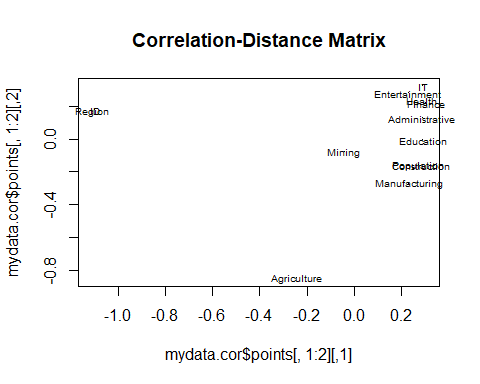 Correlation-Distance Matrix
mydata.cor$points[, 1:2][,2]
0.0
-0.4
-0.8
IT
Entertainment
Health
Finance
Region
ID
Administrative
Education
Mining
Population
Construction
Manufacturing
Agriculture
-1.0 -0.8 -0.6 -0.4 -0.2 0.0 0.2
mydata.cor$points[, 1:2][,1]